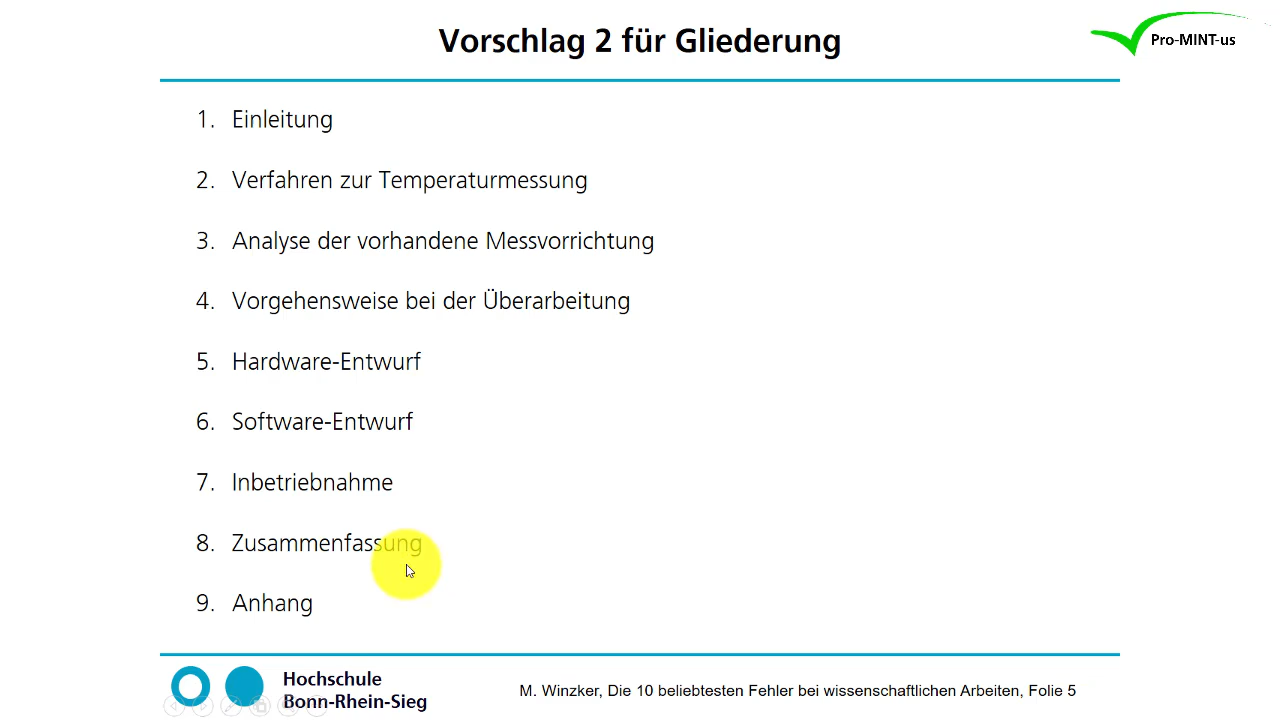 Vorschlag 2 für Gliederung
Pro-MINT-us
1. Einleitung
2. Verfahren zur Temperaturmessung
3. Analyse der vorhandene Messvorrichtung
4. Vorgehensweise bei der Überarbeitung
5. Hardware-Entwurf
6. Software-Entwurf
7. Inbetriebnahme
8. Zusammenfassung
9. Anhang
Hochschule
Bonn-Rhein-Sieg
M. Winzker, Die 10 beliebtesten Fehler bei wissenschaftlichen Arbeiten, Folie 5